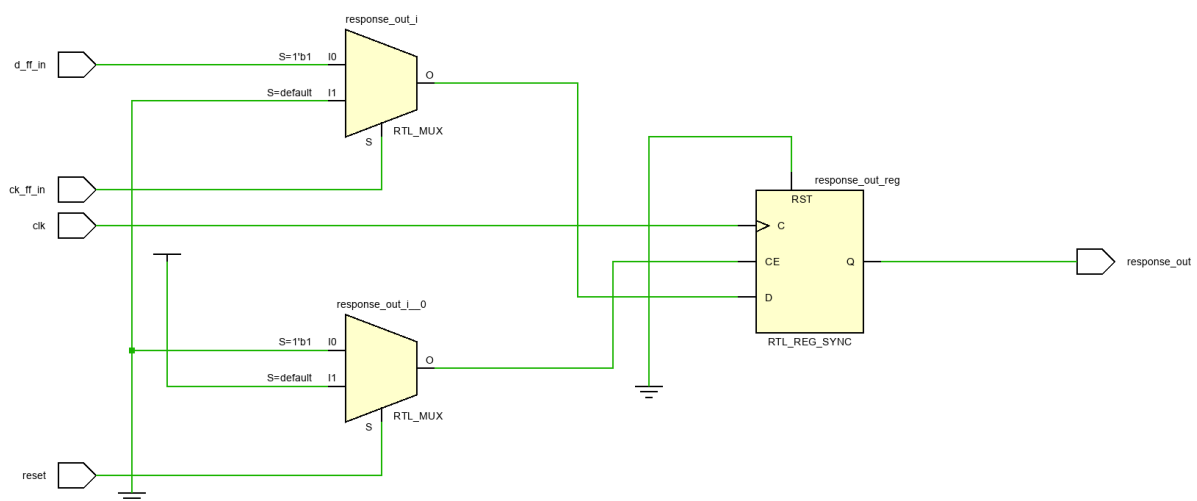 response_out_i
d_ff_in
S=1'b1 I0
S=default I1
O
S
RTL_MUX
ck_ff_in
clk
response_out_reg
RST
C
CE
D
Q
RTL_REG_SYNC
response_out
response_out_i__0
S=1'b1 I0
S=default I1
O
S
RTL_MUX
reset